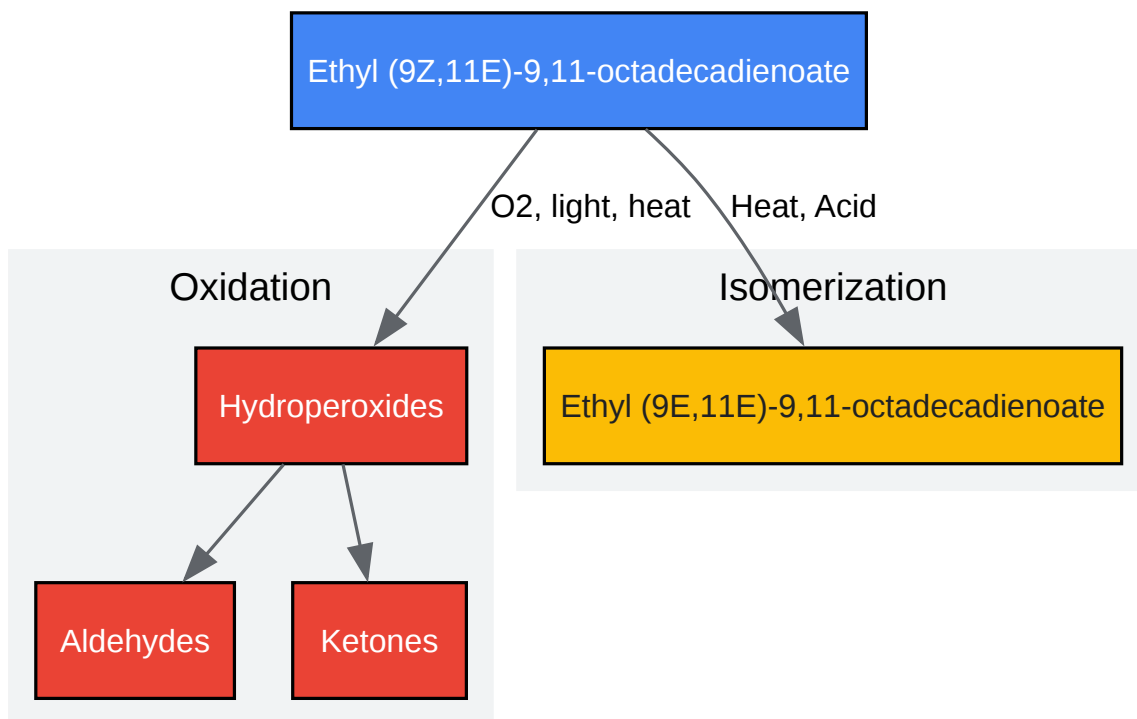 Ethyl (9Z,11E)-9,11-octadecadienoate
O2, light, heat
Heat, Acid
Oxidation
Isomerization
Hydroperoxides
Ethyl (9E,11E)-9,11-octadecadienoate
Aldehydes
Ketones